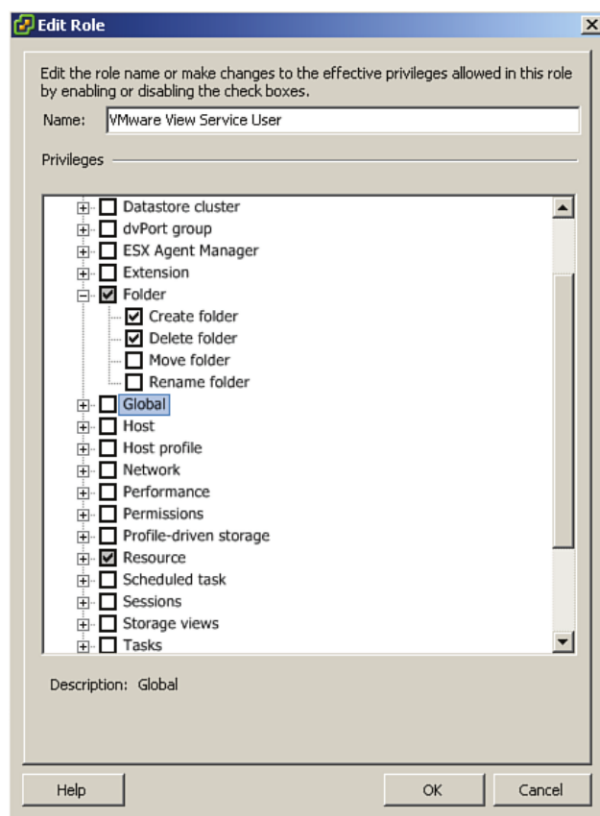 Edit Role
Edit the role name or make changes to the effective privileges allowed in this role
by enabling or disabling the check boxes.
Name: VMware View Service User
Privileges
Datastore cluster
dvPort group
ESX Agent Manager
Extension
Folder
Create folder
Delete folder
Move folder
Rename folder
Global
Host
Host profile
Network
Performance
Permissions
Profile-driven storage
Resource
Scheduled task
Sessions
Storage views
Tasks
Description: Global
Help OK Cancel